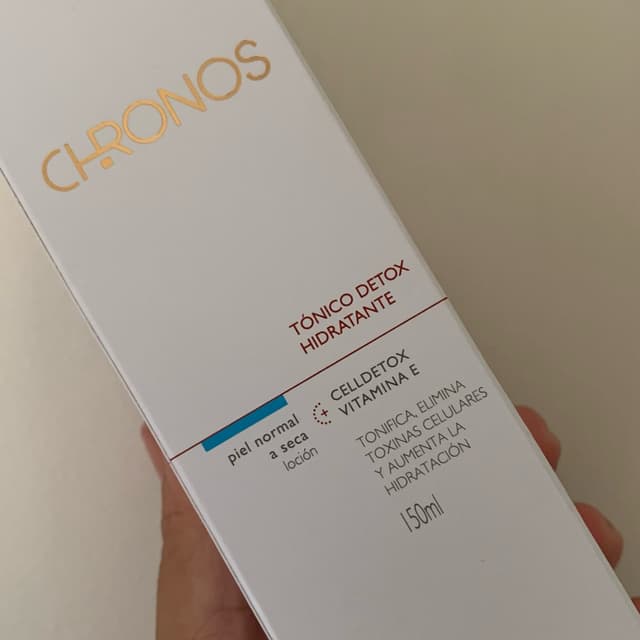 CHRONOS
TÓNICO DETOX
HIDRATANTE
piel normal
a seca
loción
+ CELLDETOX
VITAMINA E
TONIFICA, ELIMINA
TOXINAS CELULARES
Y AUMENTA LA
HIDRATACIÓN
150ml